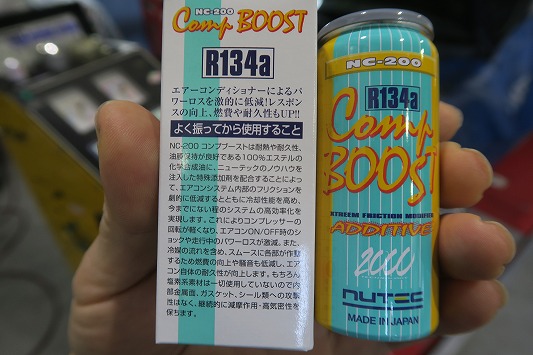 NC-200
Comp BOOST
R134a
エアーコンディショナーによるパ
ワーロスを激的に低減!レスポン
スの向上、燃費や耐久性もUP!!
よく振ってから使用すること
NC-200 コンプブーストは耐熱や耐久性、
油膜保持が良好である100%エステルの
化学合成油に、ニューテックのノウハウを
注入した特殊添加剤を配合することによっ
て、エアコンシステム内部のフリクションを劇
的に低減するとともに冷却性能を高め、
今までにない程のシステムの高効率化を
実現します。これによりコンプレッサーの
回転が軽くなり、エアコンON/OFF時のショ
ックや走行中のパワーロスが激減。また、
冷媒の流れを含め、スムースに各部が作動
するため燃費の向上や騒音も低減し、エア
コン自体の耐久性が向上します。もちろん
塩素系素材は一切使用していないので内
部金属面、ガスケット、シール類への攻撃
性はなく、継続的に減摩作用・高気密性を
保ちます。
NC-200
R134a
Comp
BOOST
XTREEM FRICTION MODIFIER
ADDITIVE
2000
NUTEC
MADE IN JAPAN